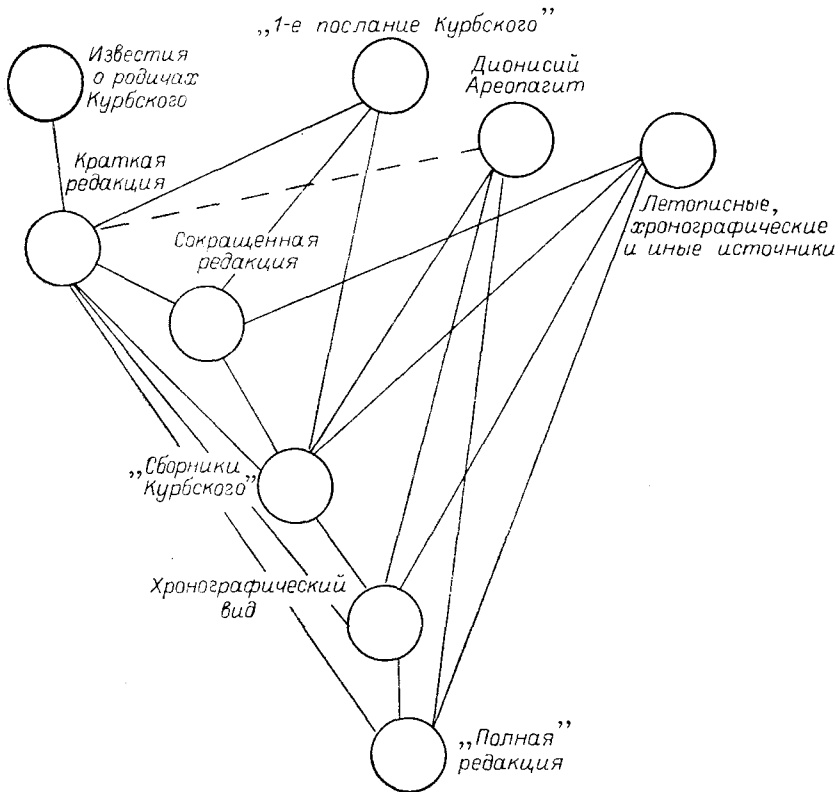 „1-е послание Курбского”
Известия
о родичах
Курбского
Дионисий
Ареопагит
Краткая
редакция
Летописные,
хронографические
и иные источники
Сокращенная
редакция
„Сборники
Курбского”
Хронографический
вид
„Полная”
редакция